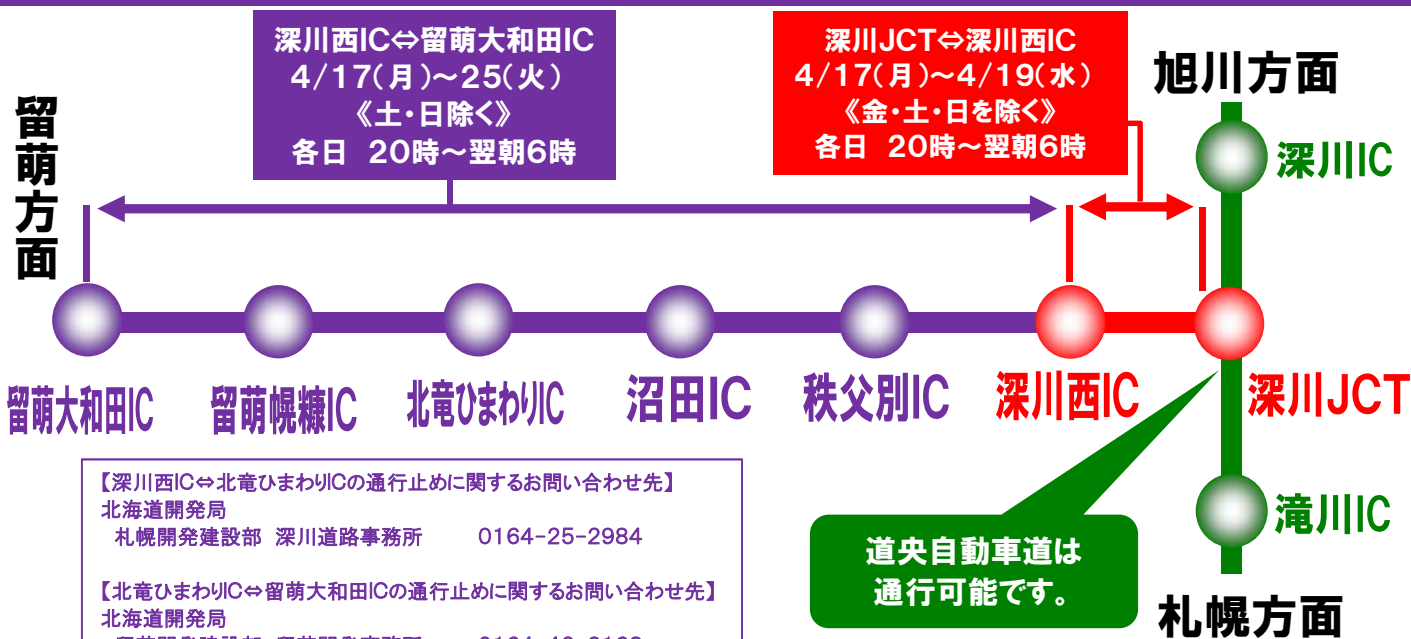 深川西IC⇔留萌大和田IC
4/17(月)～25(火)
《土・日除く》
各日 20時～翌朝6時
深川JCT⇔深川西IC
4/17(月)～4/19(水)
《金・土・日を除く》
各日 20時～翌朝6時
旭川方面
留萌方面
深川IC
留萌大和田IC
留萌幌糠IC
北竜ひまわりIC
沼田IC
秩父別IC
深川西IC
深川JCT
【深川西IC⇔北竜ひまわりICの通行止めに関するお問い合わせ先】
北海道開発局
札幌開発建設部 深川道路事務所 0164-25-2984
【北竜ひまわりIC⇔留萌大和田ICの通行止めに関するお問い合わせ先】
北海道開発局
滝川IC
道央自動車道は
通行可能です。
札幌方面